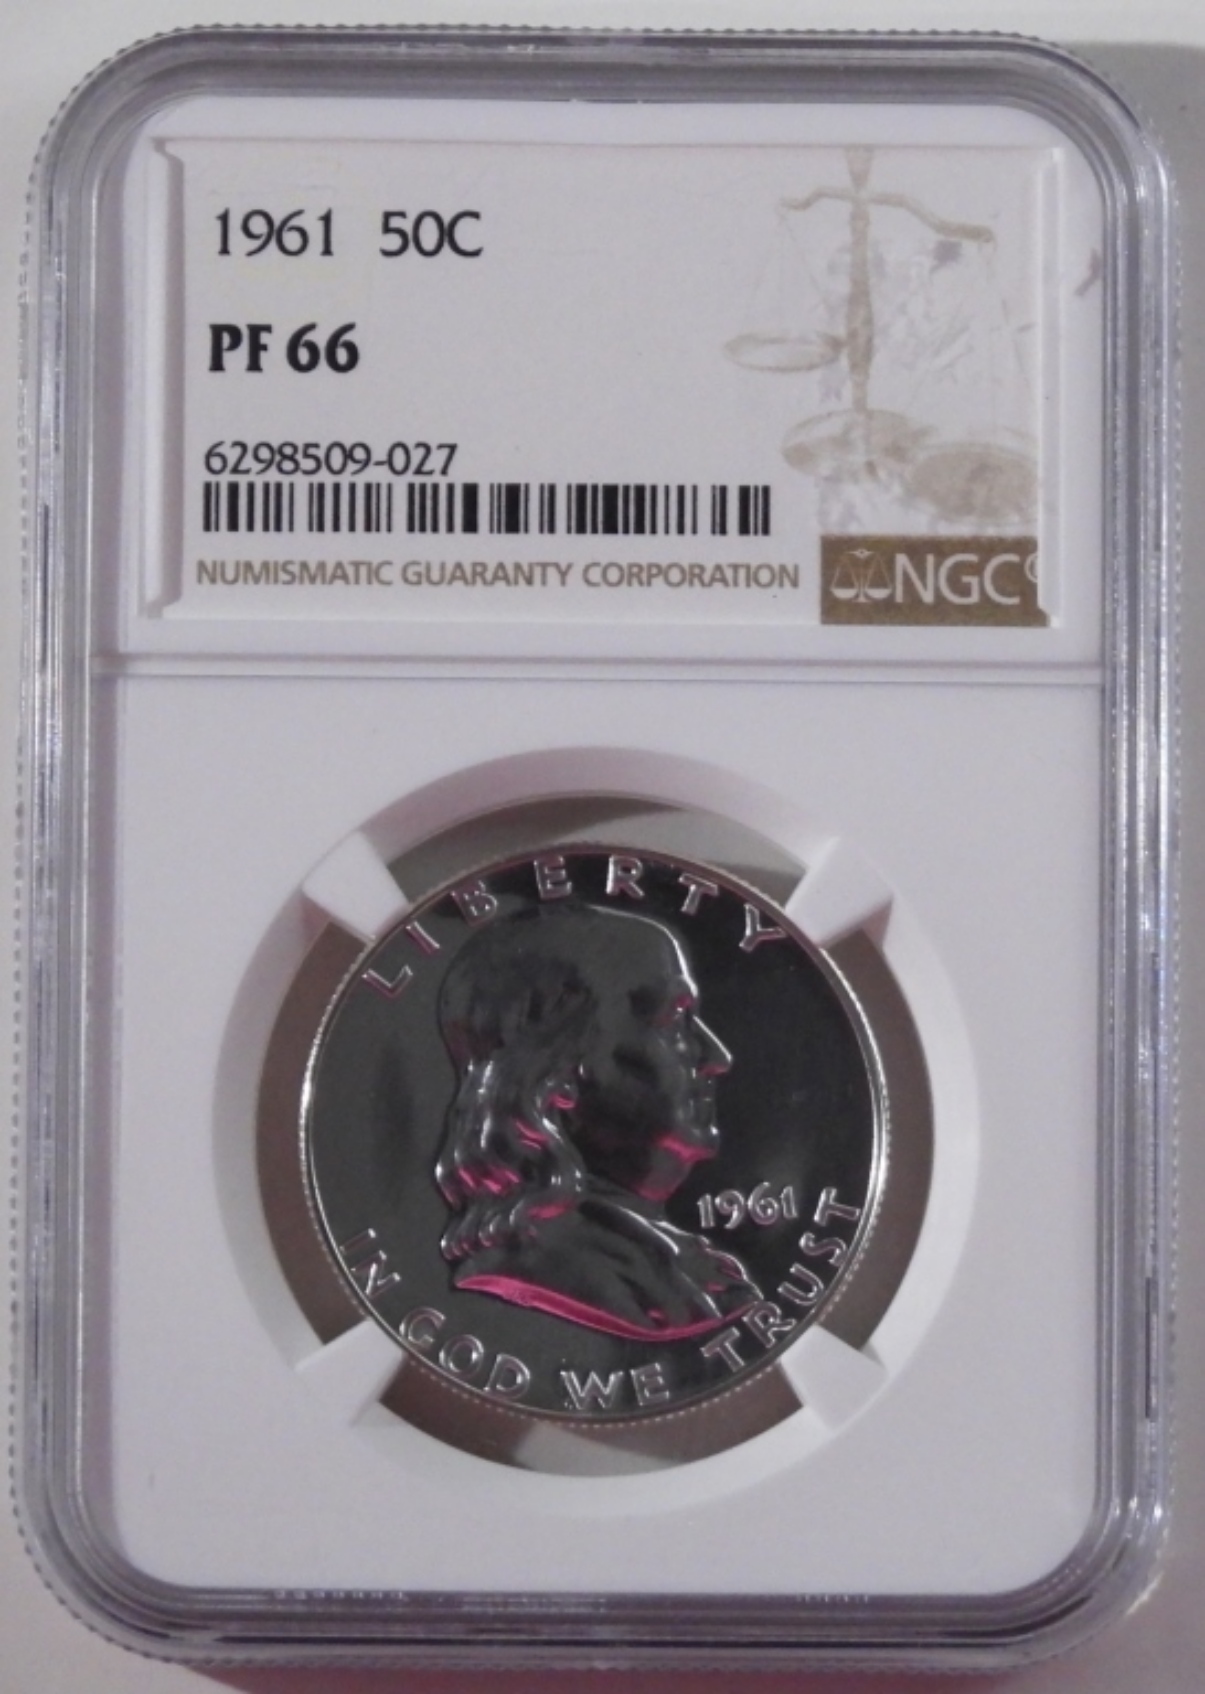 1961 50C
PF 66
6298509-027
NUMISMATIC GUARANTY CORPORATION
NGC
LIBERTY
1961
IN GOD WE TRUST